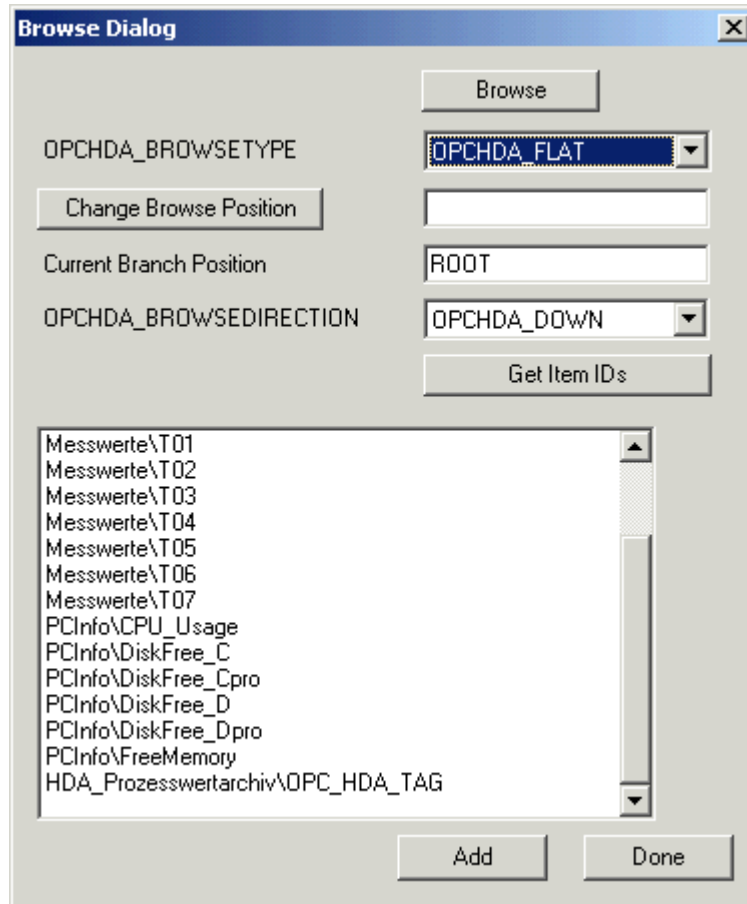 Browse Dialog
Browse
OPCHDA_BROWSETYPE
OPCHDA_FLAT
Change Browse Position
Current Branch Position
ROOT
OPCHDA_BROWSEDIRECTION
OPCHDA_DOWN
Get Item IDs
Messwerte\T01
Messwerte\T02
Messwerte\T03
Messwerte\T04
Messwerte\T05
Messwerte\T06
Messwerte\T07
PCInfo\CPU_Usage
PCInfo\DiskFree_C
PCInfo\DiskFree_Cpro
PCInfo\DiskFree_D
PCInfo\DiskFree_Dpro
PCInfo\FreeMemory
HDA_Prozesswertarchiv\OPC_HDA_TAG
Add
Done